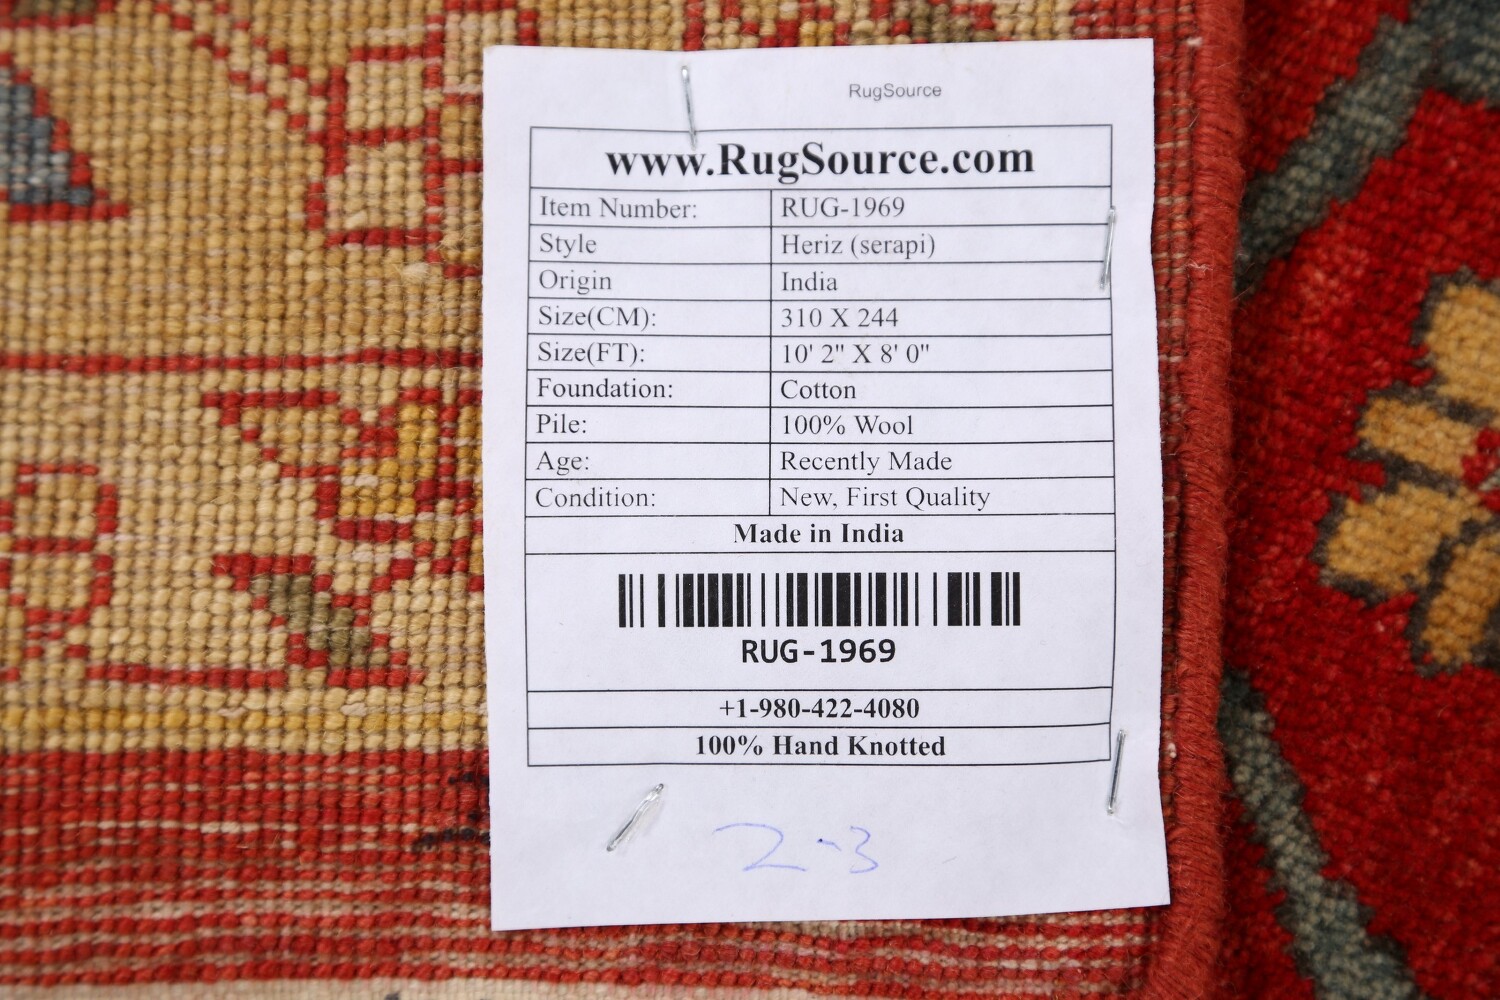 RugSource
www.RugSource.com
Item Number: RUG-1969
Style Heriz (serapi)
Origin India
Size(CM): 310 X 244
Size(FT): 10' 2" X 8' 0"
Foundation: Cotton
Pile: 100% Wool
Age: Recently Made
Condition: New, First Quality
Made in India
RUG-1969
+1-980-422-4080
100% Hand Knotted
2-3